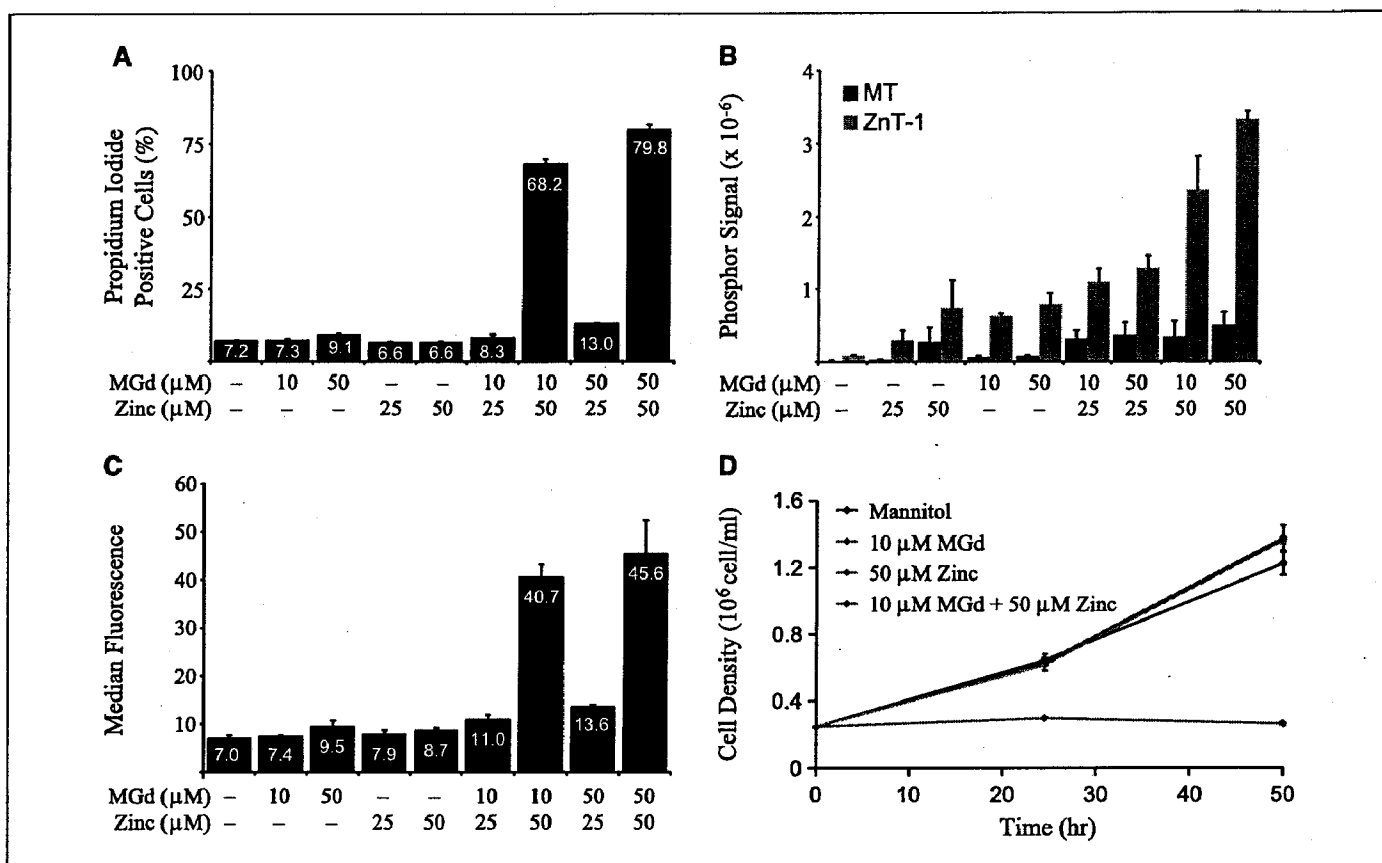 A
100
75
50
25
Propidium Iodide
Positive Cells (%)
7.2 7.3 9.1 6.6 6.6 8.3 68.2 13.0 79.8
MGd (µM) – 10 50 – – 10 10 50 50
Zinc (µM) – – – 25 50 25 50 25 50
B
4
3
2
1
Phosphor Signal (x 10⁻⁶)
MT
ZnT-1
MGd (µM) – – – 10 50 10 50 10 50
Zinc (µM) – 25 50 – – 25 25 50 50
C
60
50
40
30
20
10
Median Fluorescence
7.0 7.4 9.5 7.9 8.7 11.0 40.7 13.6 45.6
MGd (µM) – 10 50 – – 10 10 50 50
Zinc (µM) – – – 25 50 25 50 25 50
D
1.6
1.2
0.8
0.4
0
Cell Density (10⁶ cell/ml)
Mannitol
10 µM MGd
50 µM Zinc
10 µM MGd + 50 µM Zinc
0 10 20 30 40 50
Time (hr)